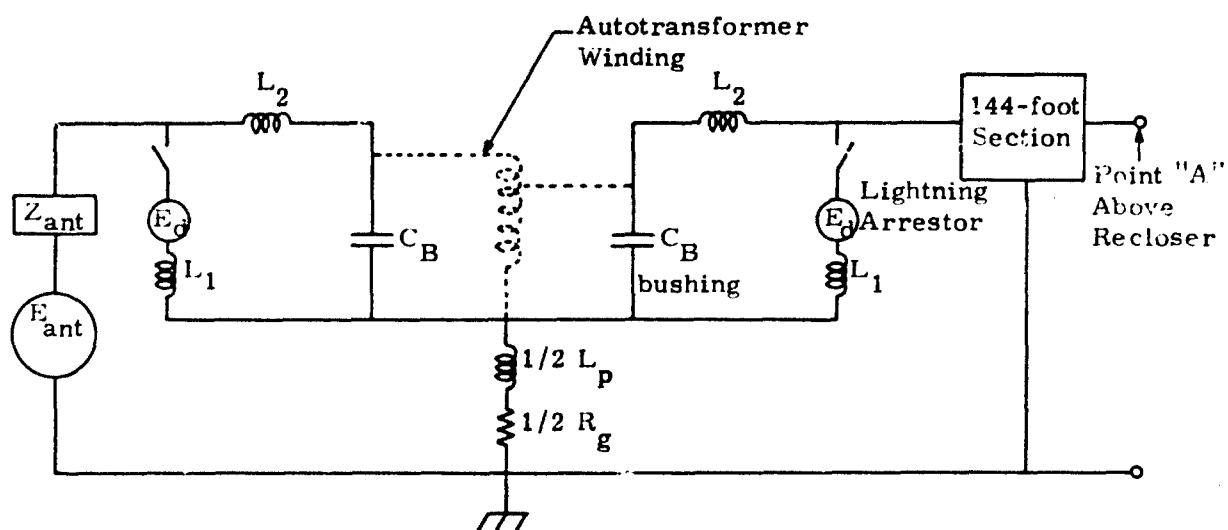 Autotransformer
Winding
L2
L2
!44-foot
Section
Zant
Ed
L1
CB
CB
bushing
Lightning
Arrestor
Ed
L1
Point "A"
Above
Recloser
Eant
1/2 Lp
1/2 Rg